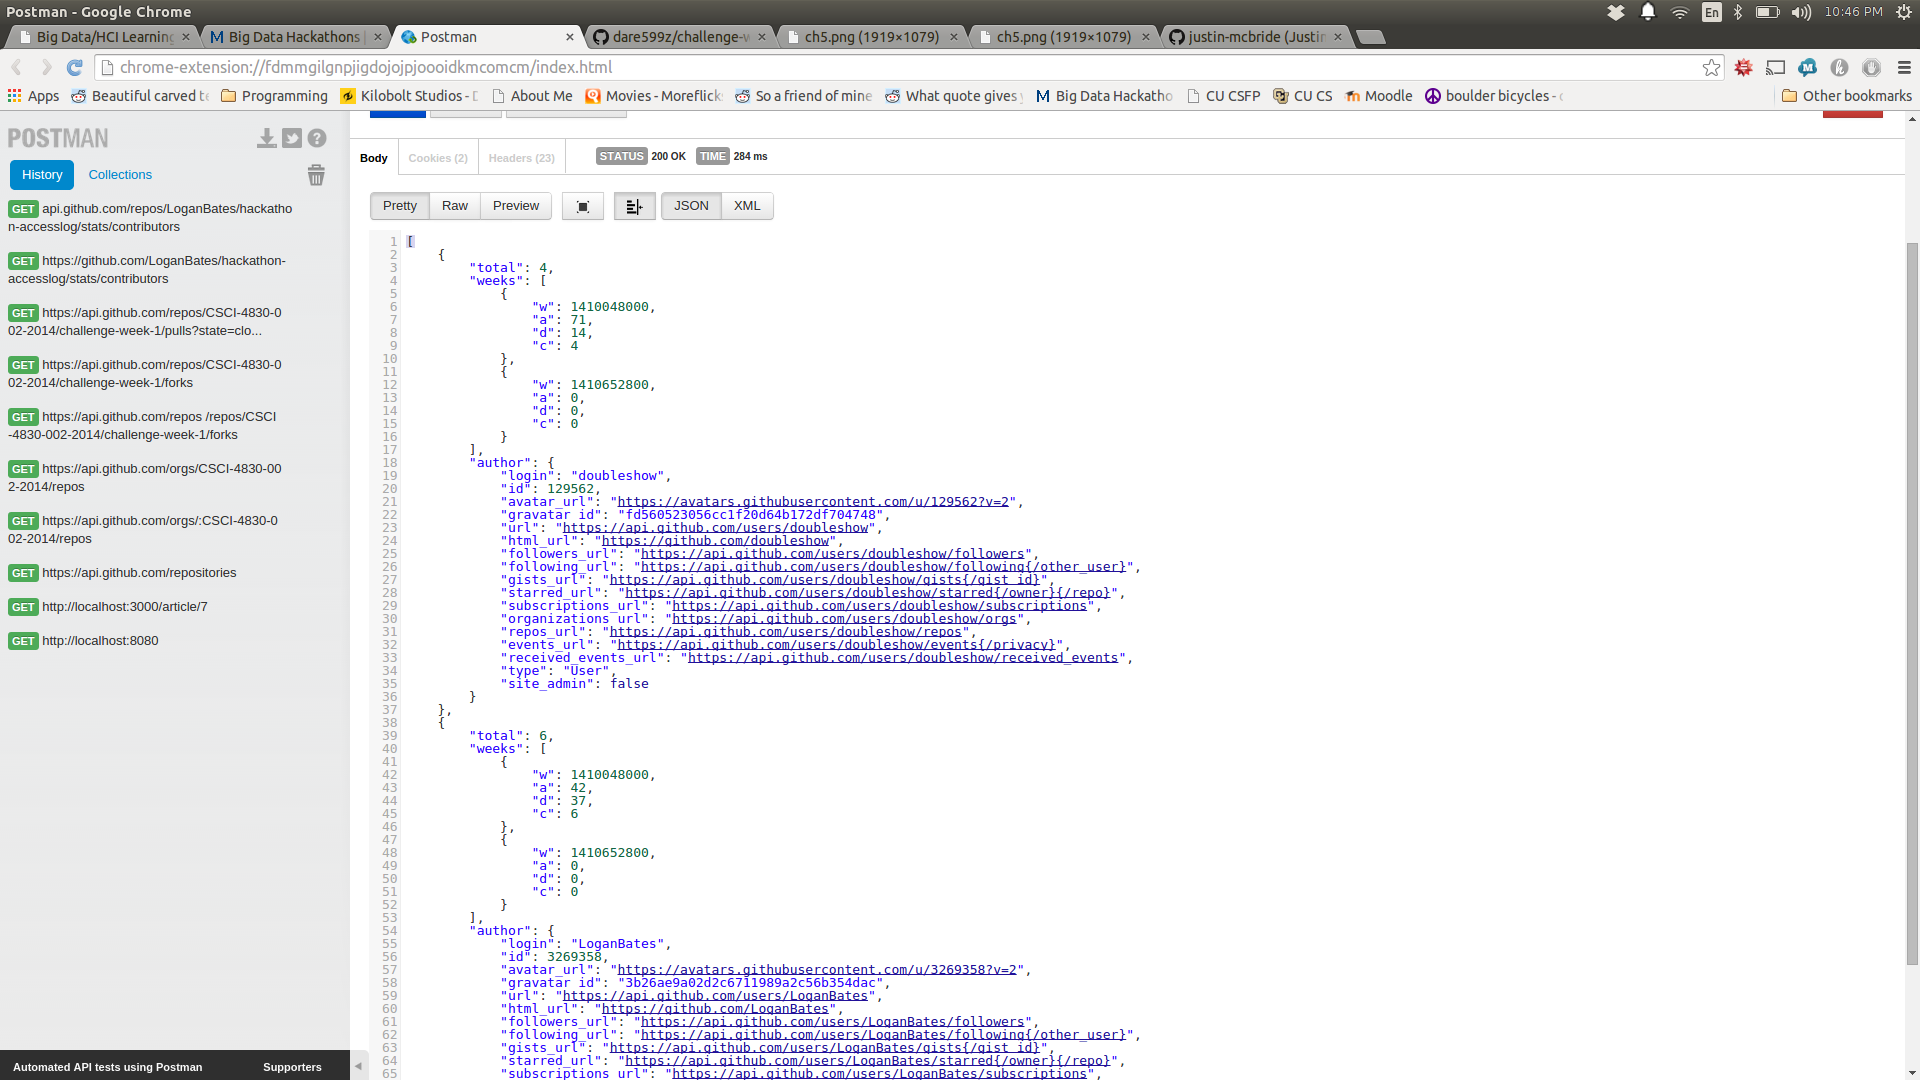 Postman - Google Chrome
En 10:46 PM
Big Data/HCI Learning
M Big Data Hackathons |
Postman
dare599z/challenge-w
ch5.png (1919×1079)
ch5.png (1919×1079)
justin-mcbride (Justin
chrome-extension://fdmmgilgnpjigdojojpjoooidkmcomcm/index.html
Apps
Beautiful carved te
Programming
Kilobolt Studios - D
About Me
Movies - Moreflicks
So a friend of mine
What quote gives y
M Big Data Hackatho
CU CSFP
CU CS
Moodle
boulder bicycles - c
Other bookmarks
POSTMAN
History Collections
GET api.github.com/repos/LoganBates/hackatho
n-accesslog/stats/contributors
GET https://github.com/LoganBates/hackathon-
accesslog/stats/contributors
GET https://api.github.com/repos/CSCI-4830-0
02-2014/challenge-week-1/pulls?state=clo...
GET https://api.github.com/repos/CSCI-4830-0
02-2014/challenge-week-1/forks
GET https://api.github.com/repos /repos/CSCI
-4830-002-2014/challenge-week-1/forks
GET https://api.github.com/orgs/CSCI-4830-00
2-2014/repos
GET https://api.github.com/orgs/:CSCI-4830-0
02-2014/repos
GET https://api.github.com/repositories
GET http://localhost:3000/article/7
GET http://localhost:8080
Automated API tests using Postman Supporters
Body Cookies (2) Headers (23) STATUS 200 OK TIME 284 ms
Pretty Raw Preview JSON XML
1 [
2 {
3 "total": 4,
4 "weeks": [
5 {
6 "w": 1410048000,
7 "a": 71,
8 "d": 14,
9 "c": 4
10 },
11 {
12 "w": 1410652800,
13 "a": 0,
14 "d": 0,
15 "c": 0
16 }
17 ],
18 "author": {
19 "login": "doubleshow",
20 "id": 129562,
21 "avatar_url": "https://avatars.githubusercontent.com/u/129562?v=2",
22 "gravatar_id": "fd560523056cc1f20d64b172df704748",
23 "url": "https://api.github.com/users/doubleshow",
24 "html_url": "https://github.com/doubleshow",
25 "followers_url": "https://api.github.com/users/doubleshow/followers",
26 "following_url": "https://api.github.com/users/doubleshow/following{/other_user}",
27 "gists_url": "https://api.github.com/users/doubleshow/gists{/gist_id}",
28 "starred_url": "https://api.github.com/users/doubleshow/starred{/owner}{/repo}",
29 "subscriptions_url": "https://api.github.com/users/doubleshow/subscriptions",
30 "organizations_url": "https://api.github.com/users/doubleshow/orgs",
31 "repos_url": "https://api.github.com/users/doubleshow/repos",
32 "events_url": "https://api.github.com/users/doubleshow/events{/privacy}",
33 "received_events_url": "https://api.github.com/users/doubleshow/received_events",
34 "type": "User",
35 "site_admin": false
36 }
37 },
38 {
39 "total": 6,
40 "weeks": [
41 {
42 "w": 1410048000,
43 "a": 42,
44 "d": 37,
45 "c": 6
46 },
47 {
48 "w": 1410652800,
49 "a": 0,
50 "d": 0,
51 "c": 0
52 }
53 ],
54 "author": {
55 "login": "LoganBates",
56 "id": 3269358,
57 "avatar_url": "https://avatars.githubusercontent.com/u/3269358?v=2",
58 "gravatar_id": "3b26ae9a02d2c6711989a2c56b354dac",
59 "url": "https://api.github.com/users/LoganBates",
60 "html_url": "https://github.com/LoganBates",
61 "followers_url": "https://api.github.com/users/LoganBates/followers",
62 "following_url": "https://api.github.com/users/LoganBates/following{/other_user}",
63 "gists_url": "https://api.github.com/users/LoganBates/gists{/gist_id}",
64 "starred_url": "https://api.github.com/users/LoganBates/starred{/owner}{/repo}",
65 "subscriptions_url": "https://api.github.com/users/LoganBates/subscriptions",